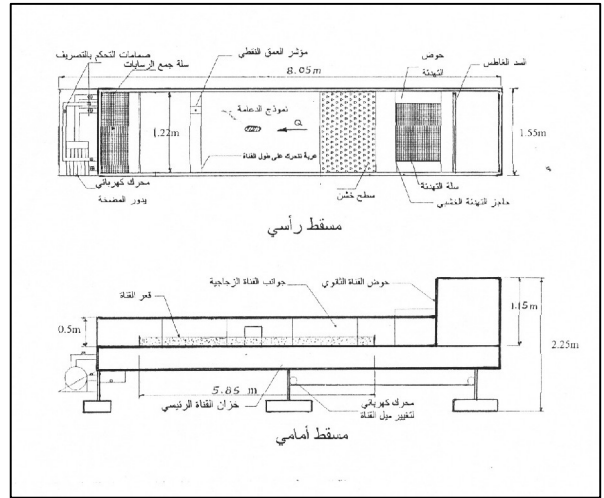 صمامات التحكم بالتصريف
سلة جمع الرسابات
مؤشر العمق النقطي
حوض
التهدئة
السد الغاطس
8.05m
نموذج الدعامة
Q
1.22m
1.55m
عربة تتحرك على طول القناة
محرك كهربائي
يدور المضخة
سطح خشن
سلة التهدئة
حاجز التهدئة الخشبي
مسقط رأسي
حوض القناة الثانوي
جوانب القناة الزجاجية
قعر القناة
0.5m
1.15m
2.25m
5.85 m
خزان القناة الرئيسي
محرك كهربائي
لتغيير ميل القناة
مسقط أمامي